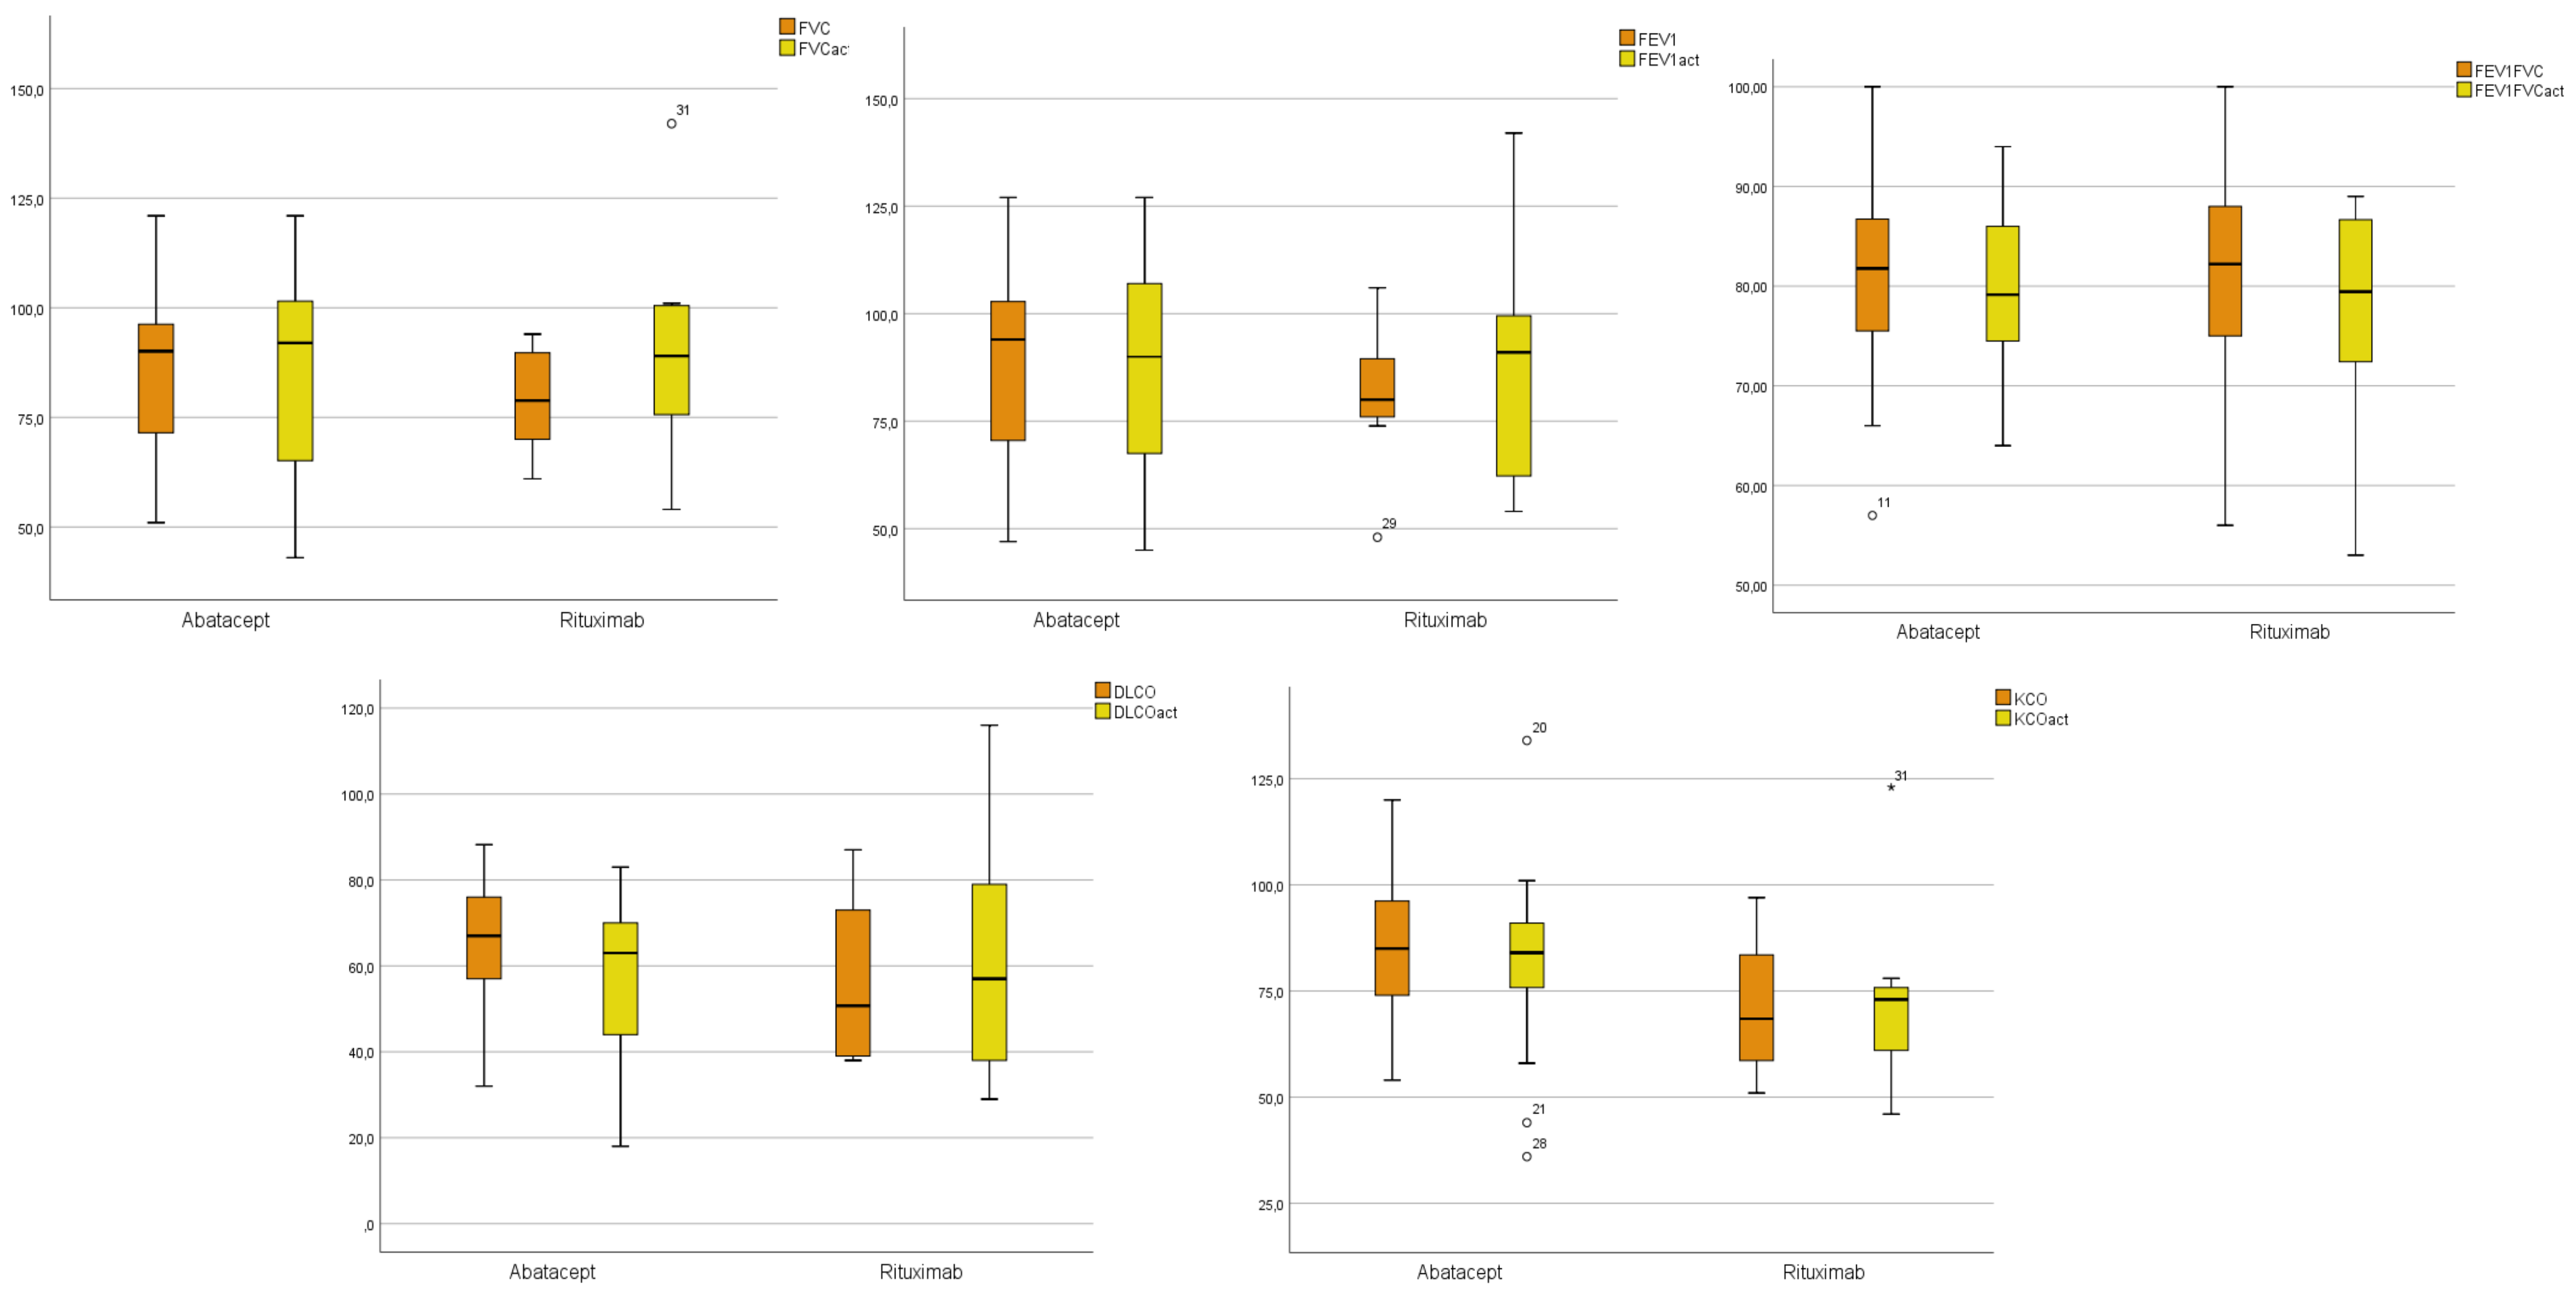 FVC
FVCact
150,0
31
125,0
100,0
75,0
50,0
Abatacept Rituximab
FEV1
FEV1act
150,0
125,0
100,0
75,0
29
50,0
Abatacept Rituximab
FEV1FVC
FEV1FVCact
100,00
90,00
80,00
70,00
60,00
11
50,00
Abatacept Rituximab
DLCO
DLCOact
120,0
100,0
80,0
60,0
40,0
20,0
,0
Abatacept Rituximab
KCO
KCOact
20
125,0
31
100,0
75,0
50,0
21
28
25,0
Abatacept Rituximab